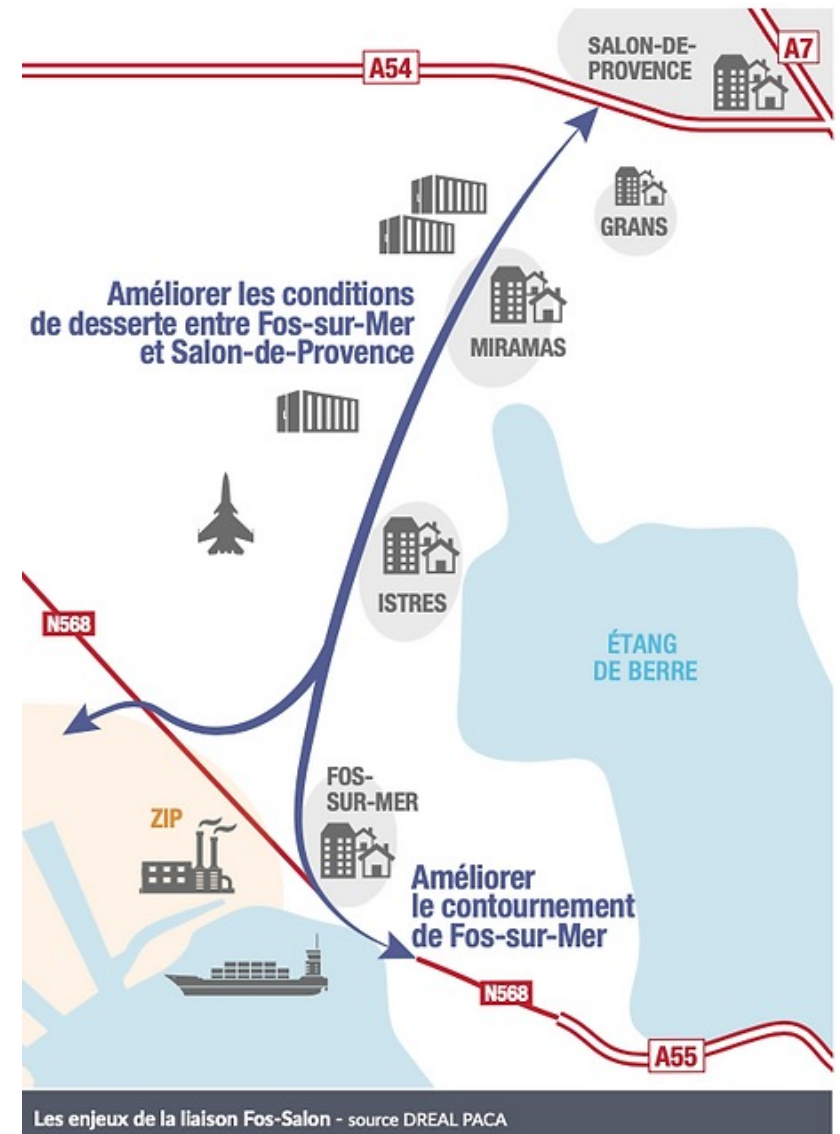 SALON-DE-
PROVENCE
A7
A54
GRANS
Améliorer les conditions
de desserte entre Fos-sur-Mer
et Salon-de-Provence
MIRAMAS
ISTRES
N568
ÉTANG
DE BERRE
FOS-
SUR-MER
ZIP
Améliorer
le contournement
de Fos-sur-Mer
N568
A55
Les enjeux de la liaison Fos-Salon - source DREAL PACA